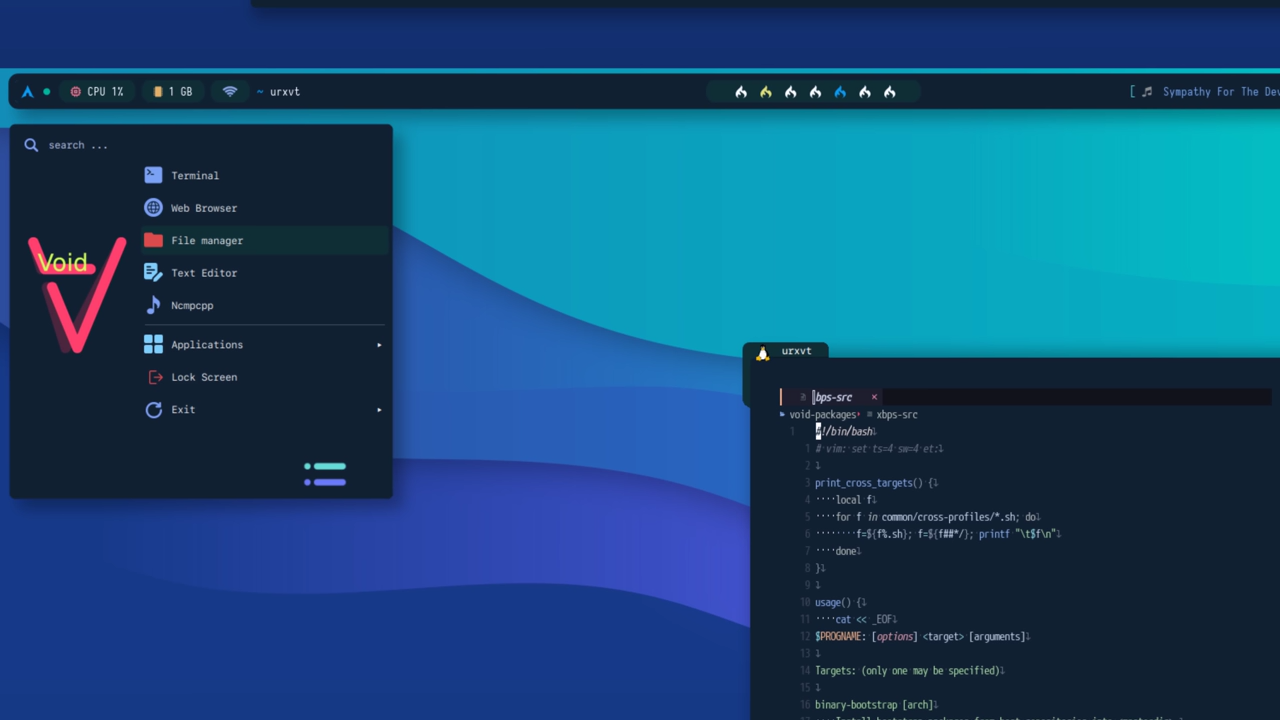 CPU 1% 1 GB ~ urxvt [ Sympathy For The Dev
search ...
Terminal
Web Browser
File manager
Void
Text Editor
Ncmpcpp
Applications
Lock Screen
Exit
urxvt
bps-src ×
void-packages› xbps-src
1 #!/bin/bash
1 # vim: set ts=4 sw=4 et:
2
3 print_cross_targets() {
4 ····local f
5 ····for f in common/cross-profiles/*.sh; do
6 ········f=${f%.sh}; f=${f##*/}; printf "\t$f\n"
7 ····done
8 }
9
10 usage() {
11 ····cat << _EOF
12 $PROGNAME: [options] <target> [arguments]
13
14 Targets: (only one may be specified)
15
16 binary-bootstrap [arch]